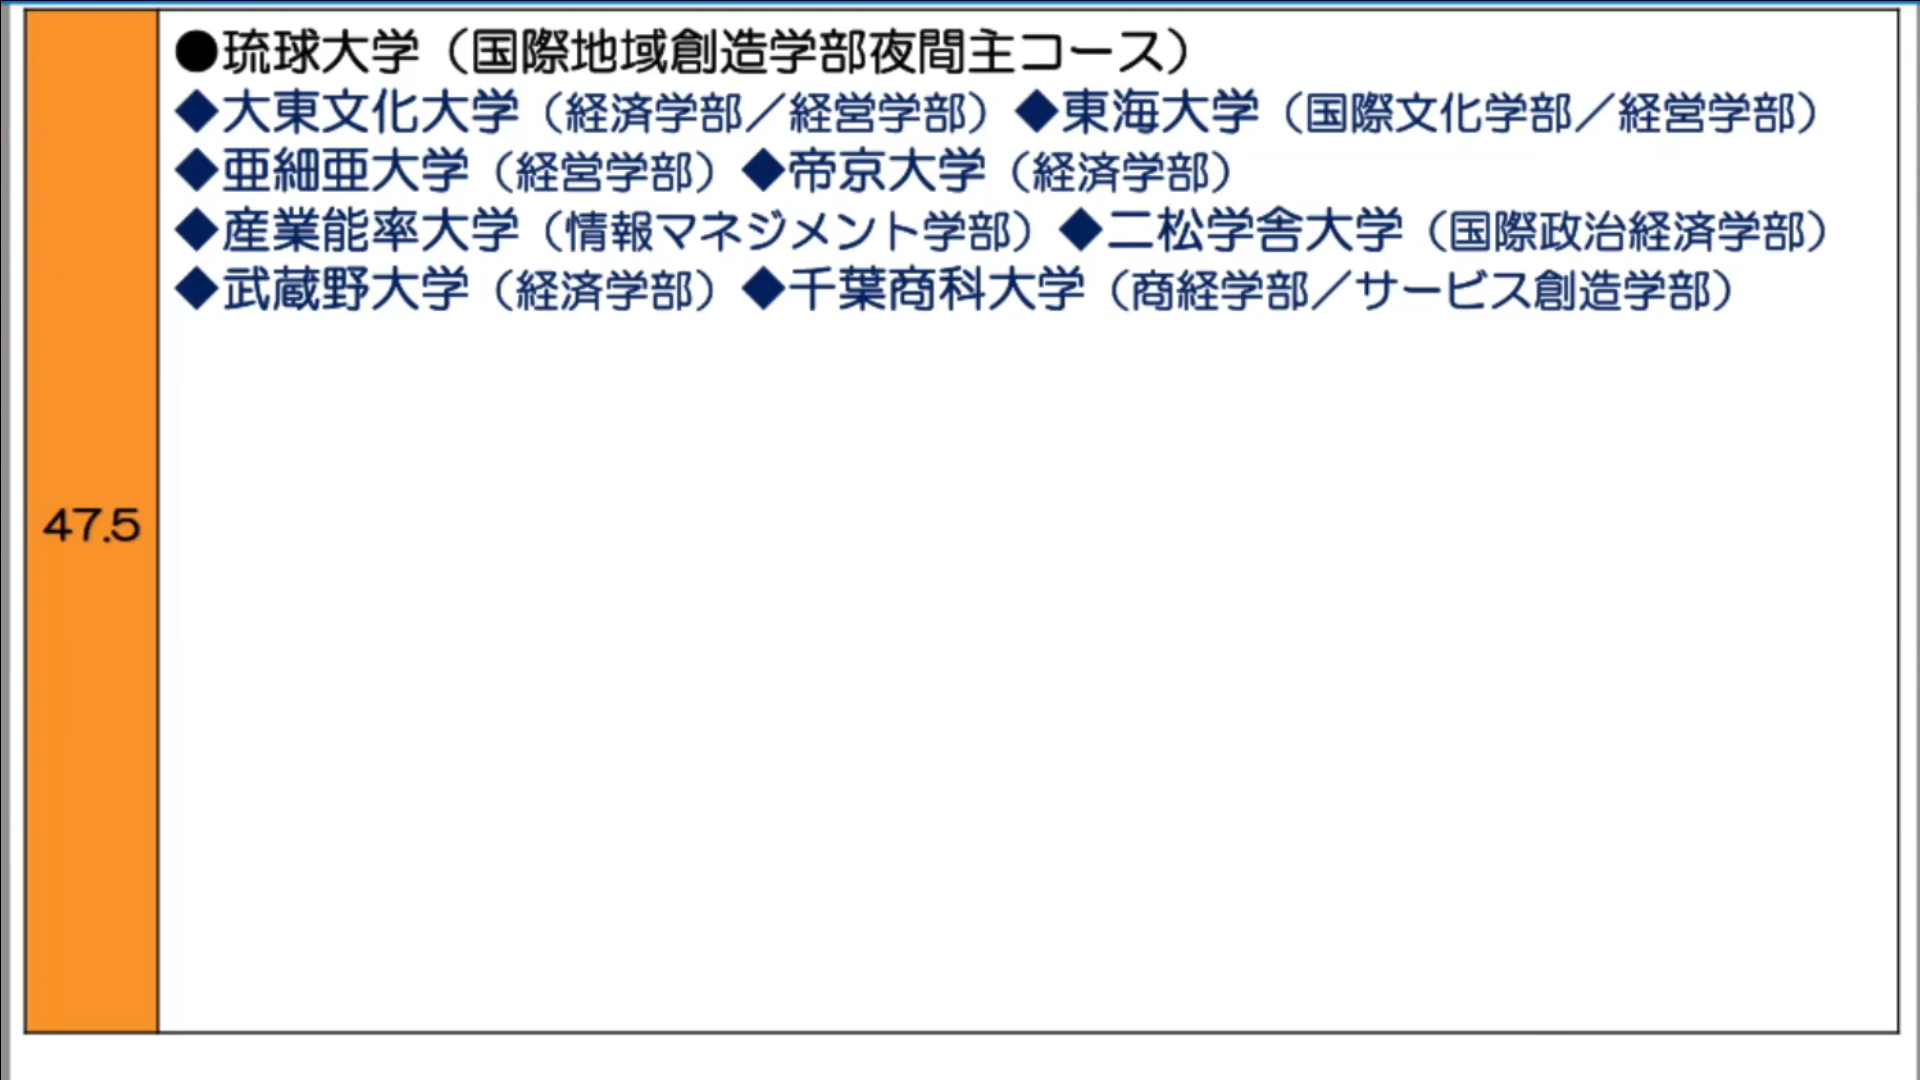 ●琉球大学（国際地域創造学部夜間主コース）
◆大東文化大学（経済学部／経営学部）◆東海大学（国際文化学部／経営学部）
◆亜細亜大学（経営学部）◆帝京大学（経済学部）
◆産業能率大学（情報マネジメント学部）◆二松学舎大学（国際政治経済学部）
◆武蔵野大学（経済学部）◆千葉商科大学（商経学部／サービス創造学部）
47.5